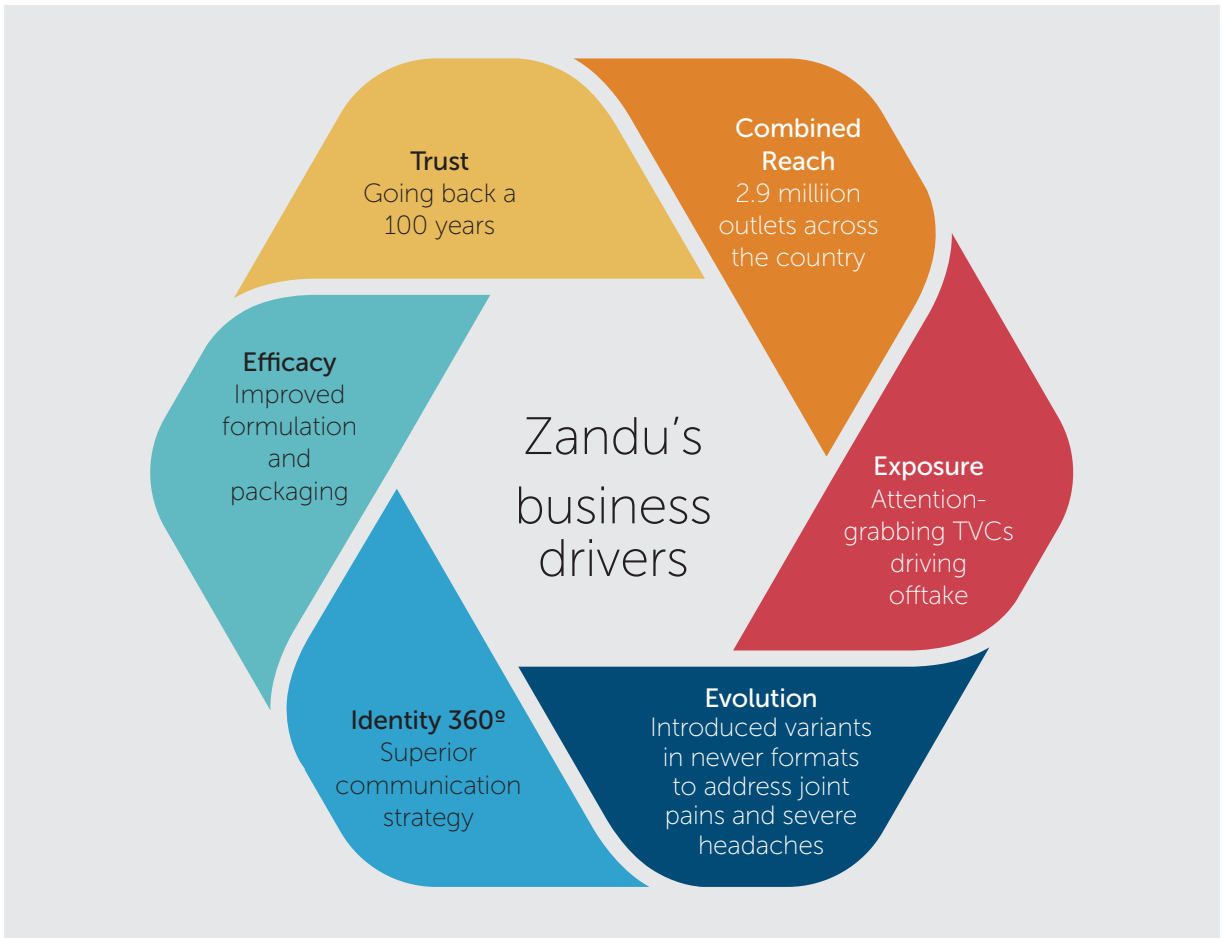 Trust
Going back a
100 years
Combined
Reach
2.9 milliion
outlets across
the country
Exposure
Attention-
grabbing TVCs
driving
offtake
Evolution
Introduced variants
in newer formats
to address joint
pains and severe
headaches
Identity 360º
Superior
communication
strategy
Efficacy
Improved
formulation
and
packaging
Zandu’s
business
drivers